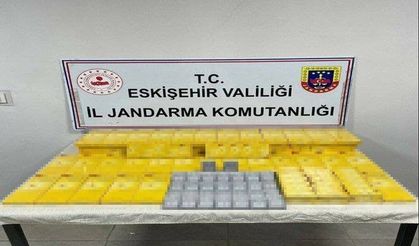 T.C.
ESKİŞEHİR VALİLİĞİ
İL JANDARMA KOMUTANLIĞI